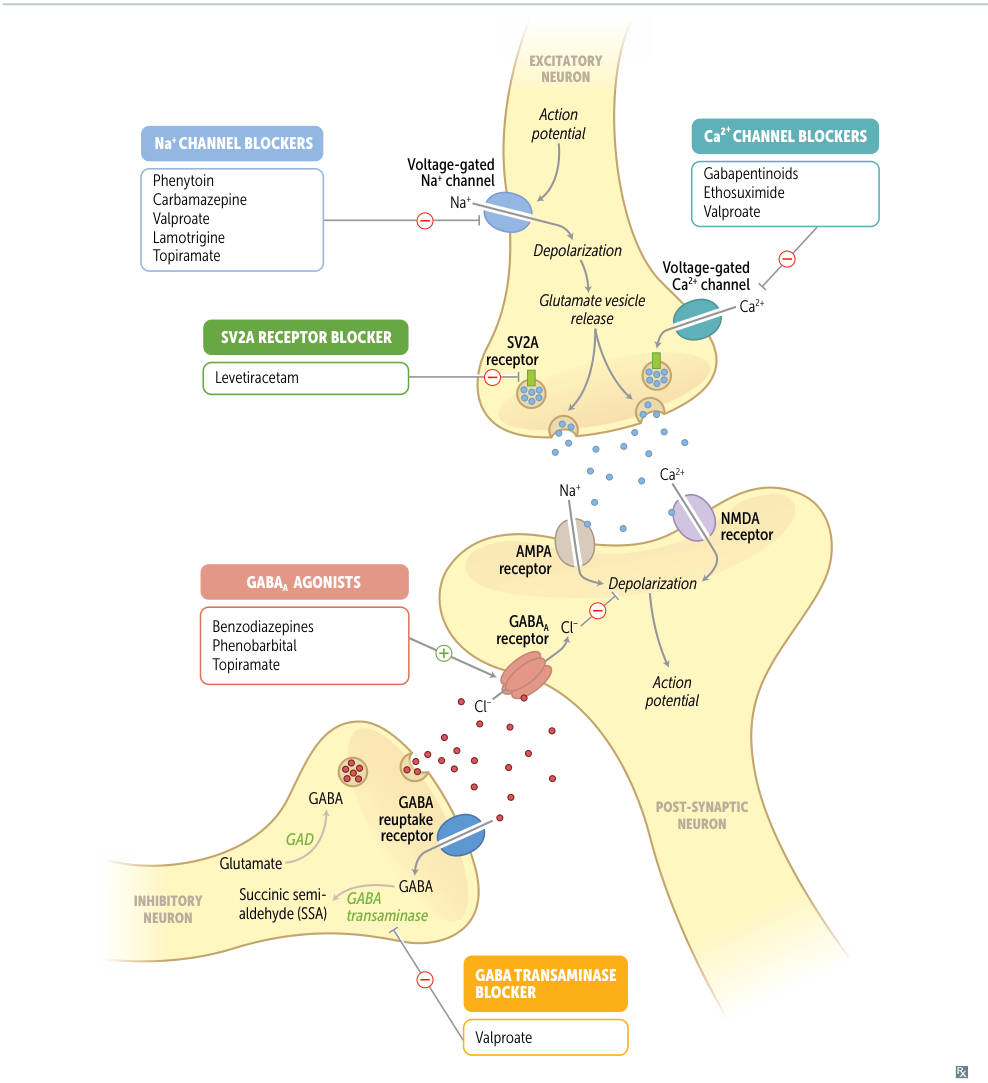 EXCITATORY
NEURON
Action
potential
Na⁺ CHANNEL BLOCKERS
Phenytoin
Carbamazepine
Valproate
Lamotrigine
Topiramate
Voltage-gated
Na⁺ channel
Na⁺
Ca²⁺ CHANNEL BLOCKERS
Gabapentinoids
Ethosuximide
Valproate
Depolarization
Voltage-gated
Ca²⁺ channel
Ca²⁺
Glutamate vesicle
release
SV2A RECEPTOR BLOCKER
Levetiracetam
SV2A
receptor
Na⁺
Ca²⁺
NMDA
receptor
AMPA
receptor
Depolarization
GABA_A AGONISTS
Benzodiazepines
Phenobarbital
Topiramate
GABA_A
receptor
Cl⁻
Cl⁻
Action
potential
GABA
GAD
Glutamate
GABA
reuptake
receptor
GABA
Succinic semi-
aldehyde (SSA)
GABA
transaminase
INHIBITORY
NEURON
POST-SYNAPTIC
NEURON
GABA TRANSAMINASE
BLOCKER
Valproate
Rx